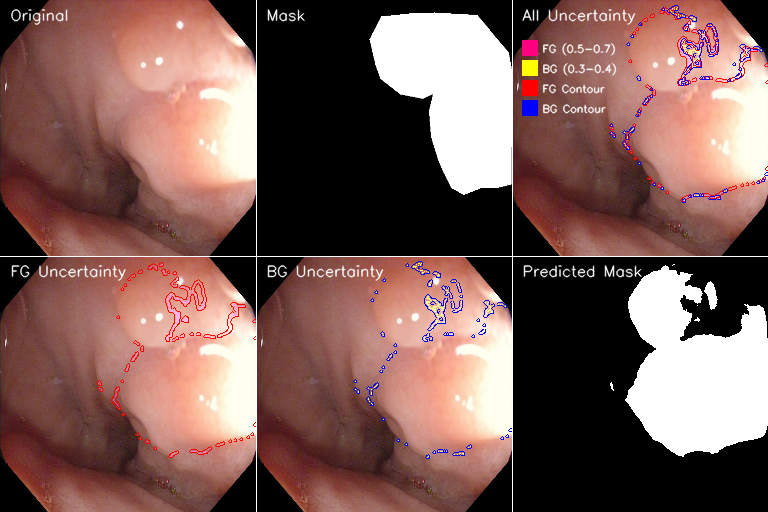 Original
Mask
All Uncertainty
FG (0.5-0.7)
BG (0.3-0.4)
FG Contour
BG Contour
FG Uncertainty
BG Uncertainty
Predicted Mask